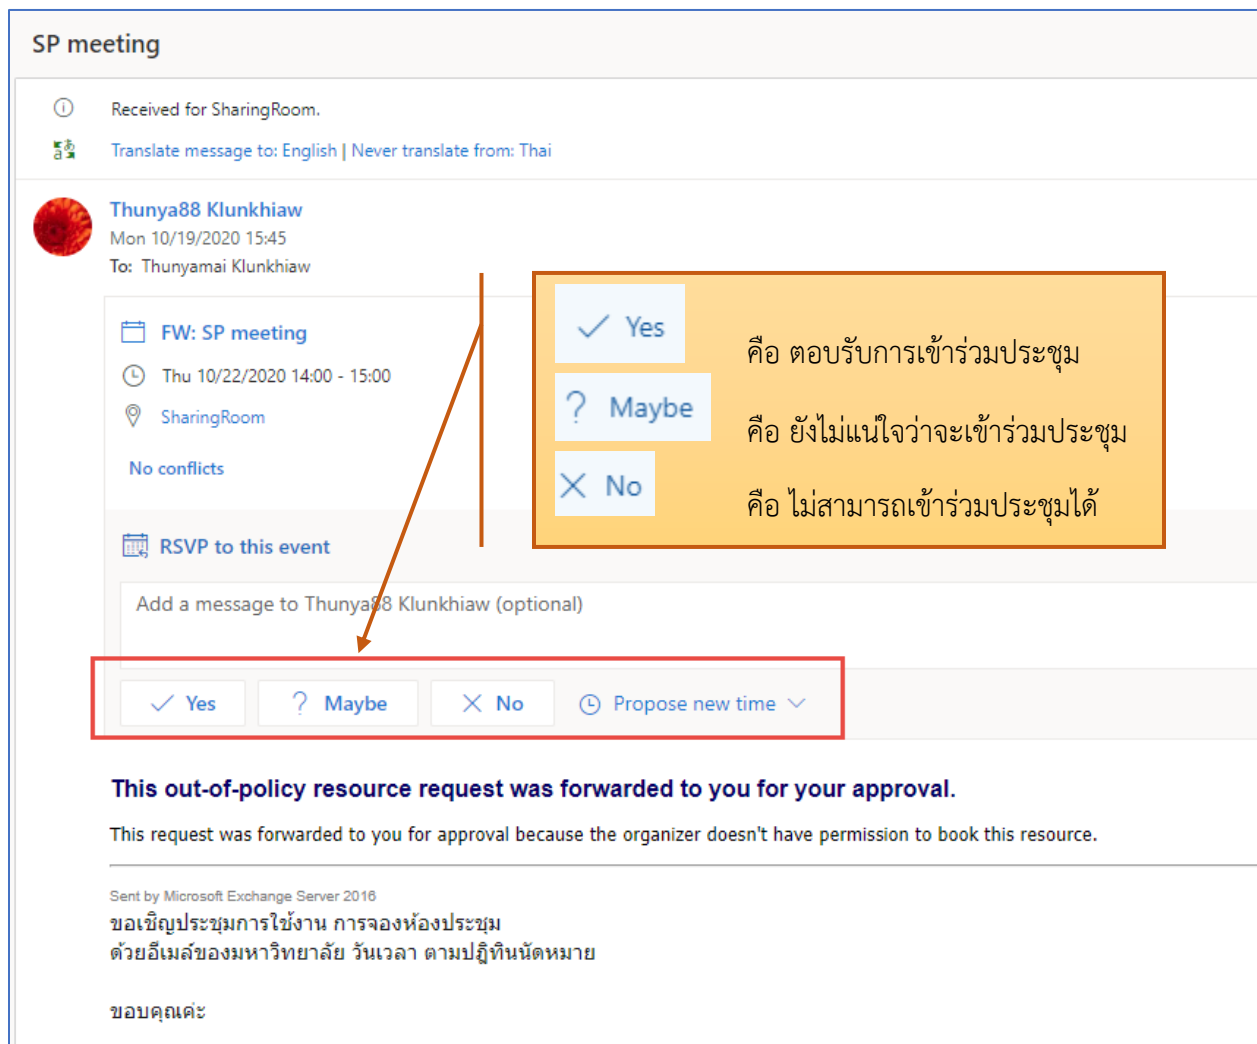 SP meeting
Received for SharingRoom.
Translate message to: English | Never translate from: Thai
Thunya88 Klunkhiaw
Mon 10/19/2020 15:45
To: Thunyamai Klunkhiaw
FW: SP meeting
Thu 10/22/2020 14:00 - 15:00
SharingRoom
No conflicts
Yes
คือ ตอบรับการเข้าร่วมประชุม
Maybe
คือ ยังไม่แน่ใจว่าจะเข้าร่วมประชุม
No
คือ ไม่สามารถเข้าร่วมประชุมได้
RSVP to this event
Add a message to Thunya88 Klunkhiaw (optional)
Yes ? Maybe No Propose new time
This out-of-policy resource request was forwarded to you for your approval.
This request was forwarded to you for approval because the organizer doesn't have permission to book this resource.
Sent by Microsoft Exchange Server 2016
ขอเชิญประชุมการใช้งาน การจองห้องประชุม
ด้วยอีเมล์ของมหาวิทยาลัย วันเวลา ตามปฎิทินนัดหมาย
ขอบคุณค่ะ